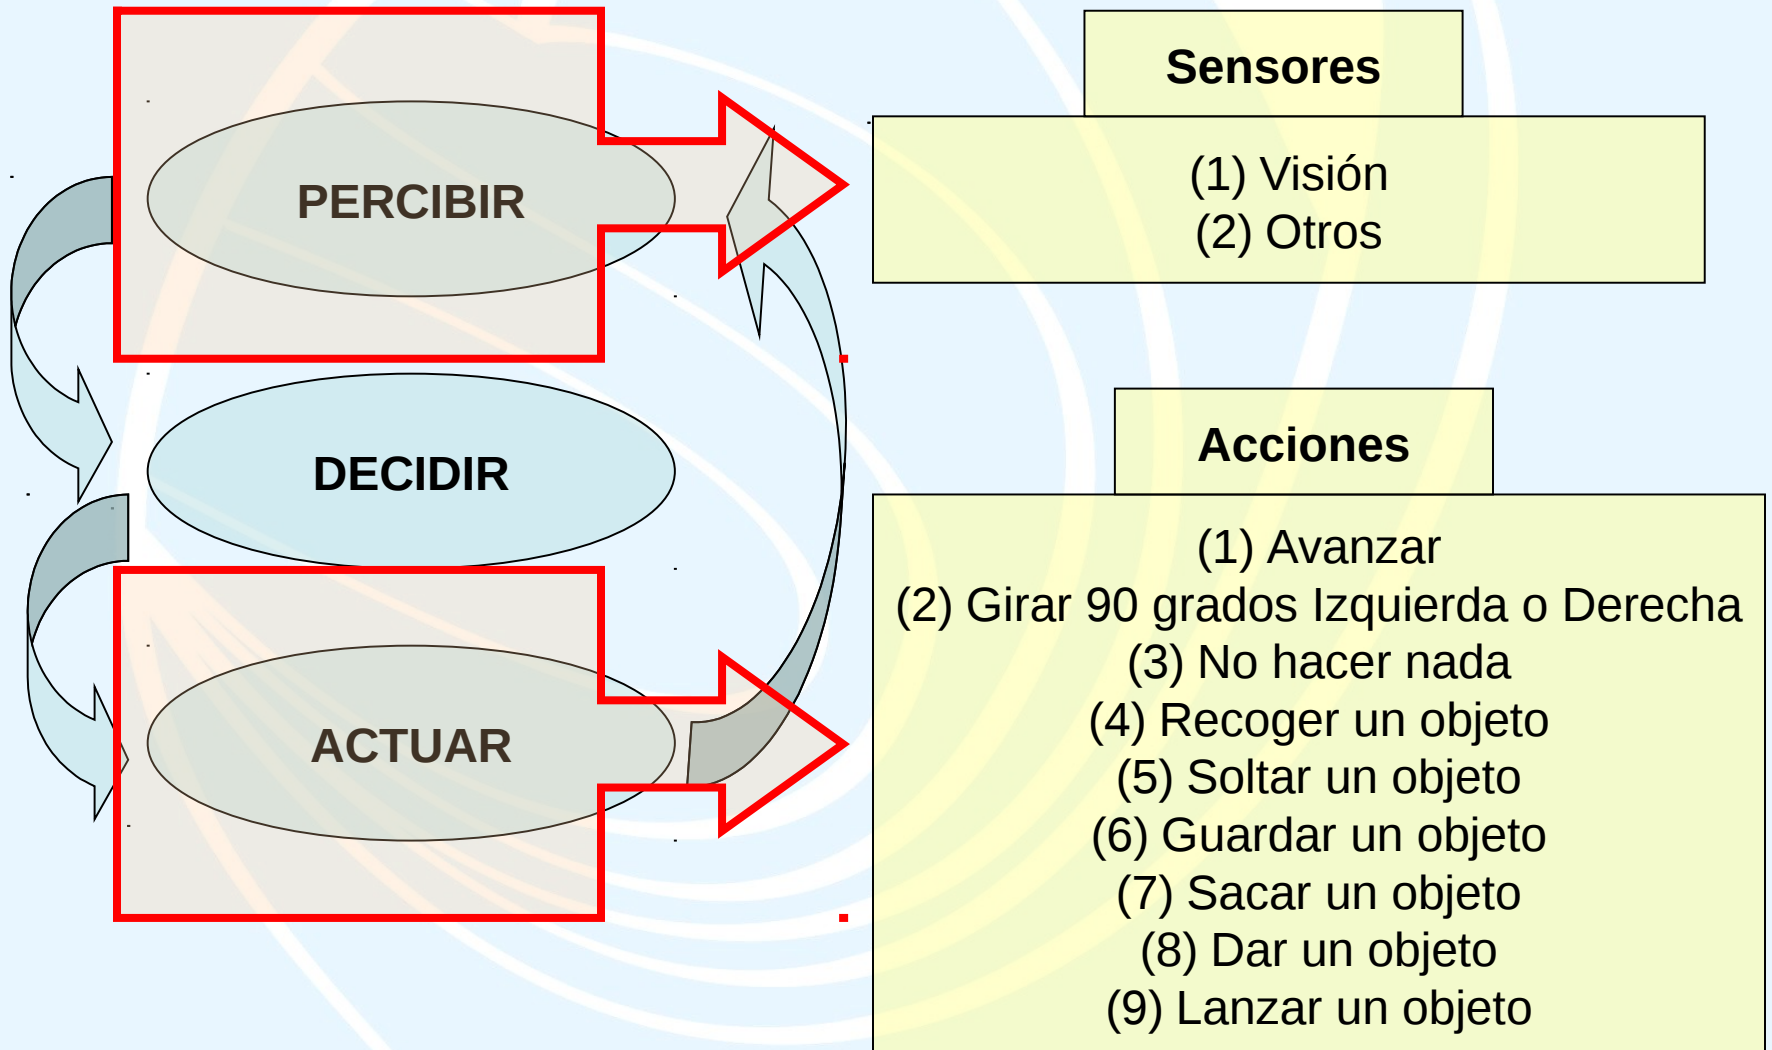 PERCIBIR
DECIDIR
ACTUAR
Sensores
(1) Visión
(2) Otros
Acciones
(1) Avanzar
(2) Girar 90 grados Izquierda o Derecha
(3) No hacer nada
(4) Recoger un objeto
(5) Soltar un objeto
(6) Guardar un objeto
(7) Sacar un objeto
(8) Dar un objeto
(9) Lanzar un objeto